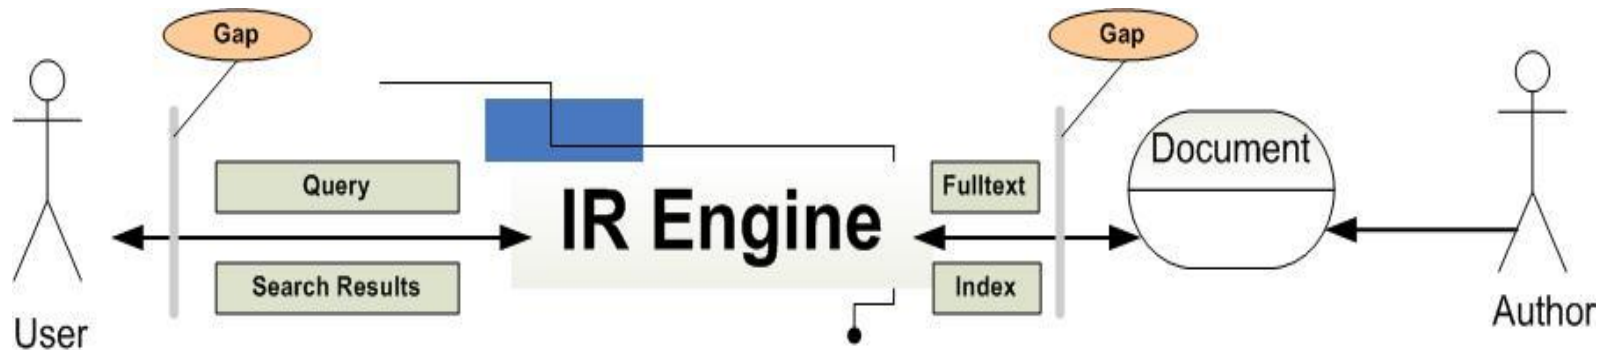 Gap
Gap
Query
Search Results
User
IR Engine
Fulltext
Index
Document
Author